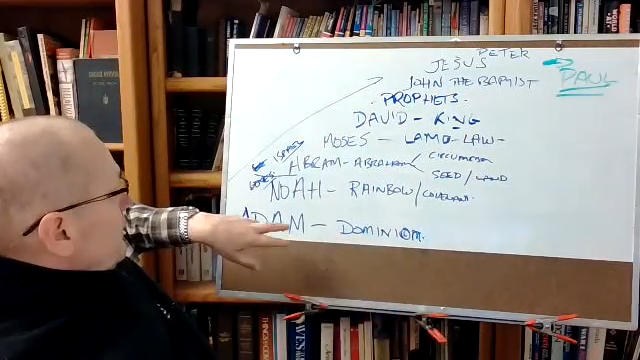 PETER
JESUS PAUL
JOHN THE BAPTIST
PROPHETS.
DAVID - KING
MOSES - LAMB - LAW -
ABRAM - ABRAHAM CIRCUMCISION
SEED / LAND
NOAH - RAINBOW / COVENANT.
ADAM - DOMINION.